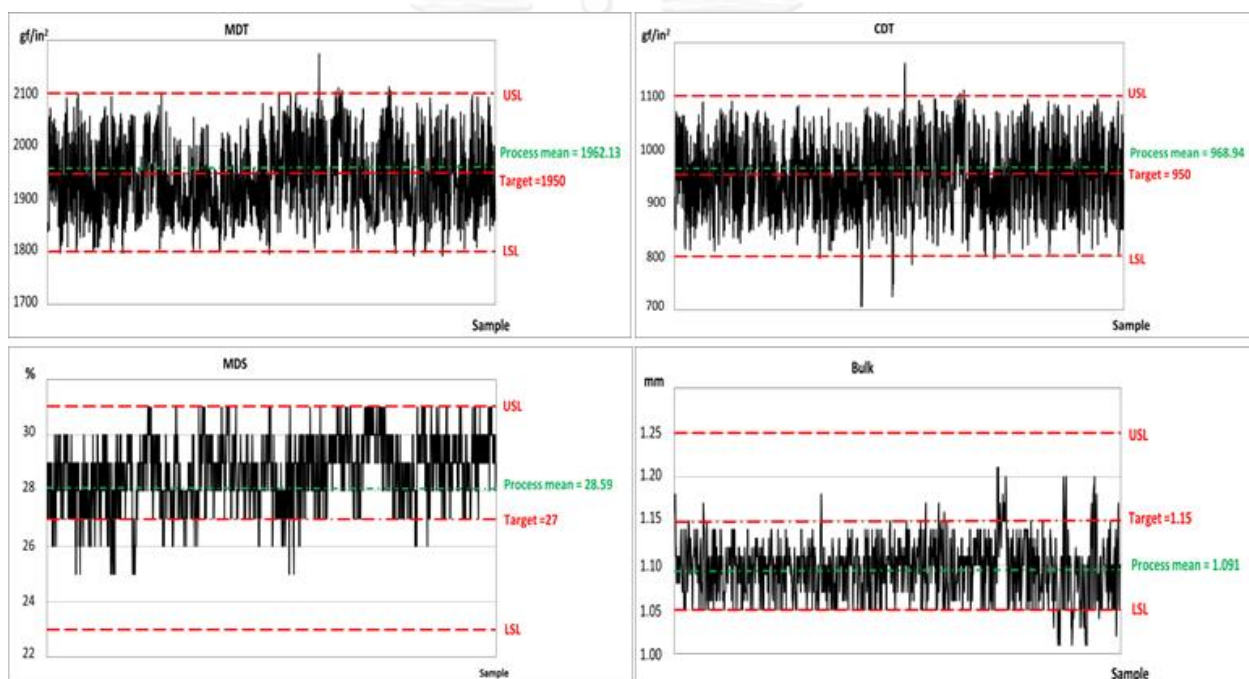 MDT
gf/in²
2100
2000
1900
1800
1700
USL
Process mean = 1962.13
Target =1950
LSL
Sample
CDT
gf/in²
1100
1000
900
800
700
USL
Process mean = 968.94
Target = 950
LSL
Sample
MDS
%
30
28
26
24
22
USL
Process mean = 28.59
Target =27
LSL
Sample
Bulk
mm
1.25
1.20
1.15
1.10
1.05
1.00
USL
Target =1.15
Process mean = 1.091
LSL
Sample